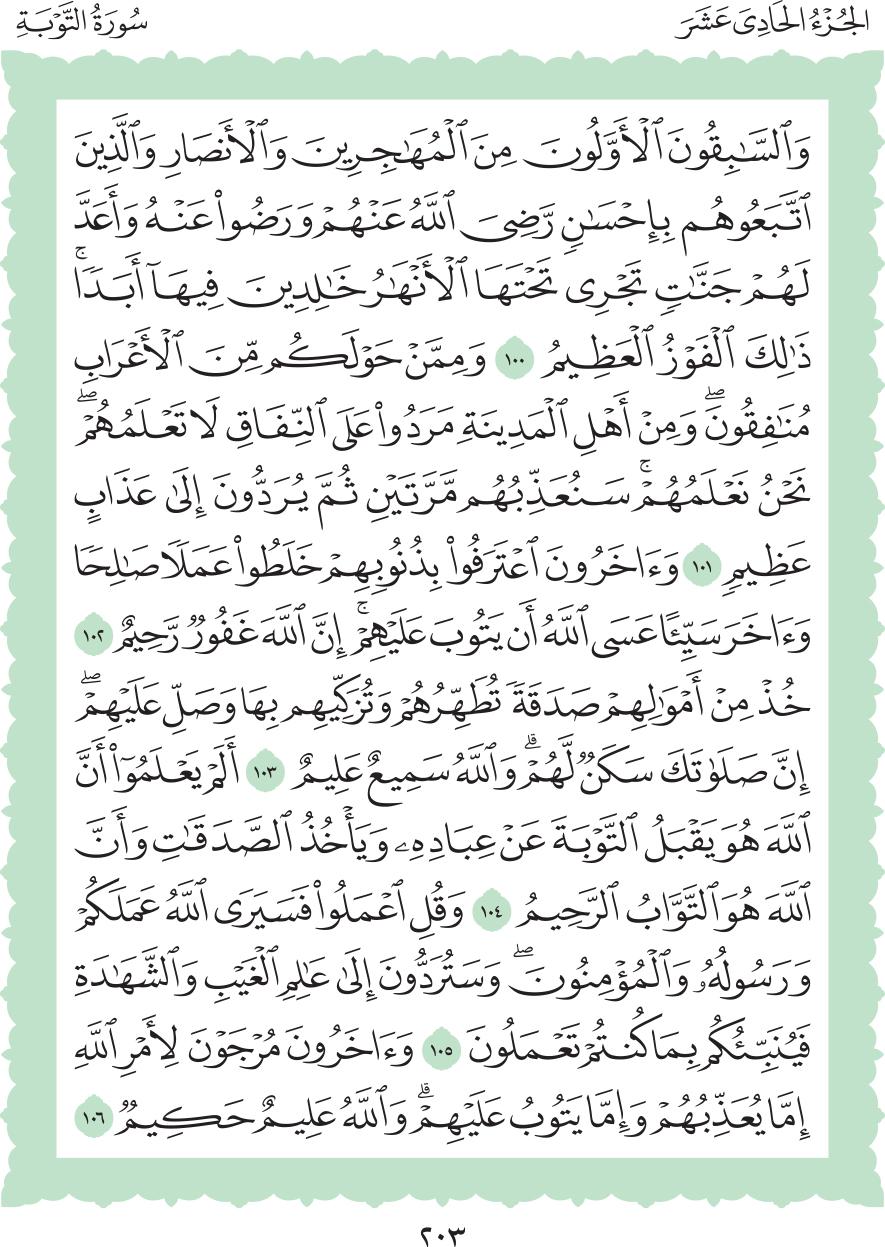 الجُزْءُ الحَادِيَ عَشَرَ
سُورَةُ التَّوْبَةِ
وَٱلسَّٰبِقُونَ ٱلْأَوَّلُونَ مِنَ ٱلْمُهَٰجِرِينَ وَٱلْأَنصَارِ وَٱلَّذِينَ
ٱتَّبَعُوهُم بِإِحْسَٰنٍ رَّضِىَ ٱللَّهُ عَنْهُمْ وَرَضُوا۟ عَنْهُ وَأَعَدَّ
لَهُمْ جَنَّٰتٍ تَجْرِى تَحْتَهَا ٱلْأَنْهَٰرُ خَٰلِدِينَ فِيهَآ أَبَدًا ۚ
ذَٰلِكَ ٱلْفَوْزُ ٱلْعَظِيمُ ١٠٠ وَمِمَّنْ حَوْلَكُم مِّنَ ٱلْأَعْرَابِ
مُنَٰفِقُونَ ۖ وَمِنْ أَهْلِ ٱلْمَدِينَةِ مَرَدُوا۟ عَلَى ٱلنِّفَاقِ لَا تَعْلَمُهُمْ ۖ
نَحْنُ نَعْلَمُهُمْ ۚ سَنُعَذِّبُهُم مَّرَّتَيْنِ ثُمَّ يُرَدُّونَ إِلَىٰ عَذَابٍ
عَظِيمٍ ١٠١ وَءَاخَرُونَ ٱعْتَرَفُوا۟ بِذُنُوبِهِمْ خَلَطُوا۟ عَمَلًا صَٰلِحًا
وَءَاخَرَ سَيِّئًا عَسَى ٱللَّهُ أَن يَتُوبَ عَلَيْهِمْ ۚ إِنَّ ٱللَّهَ غَفُورٌ رَّحِيمٌ ١٠٢
خُذْ مِنْ أَمْوَٰلِهِمْ صَدَقَةً تُطَهِّرُهُمْ وَتُزَكِّيهِم بِهَا وَصَلِّ عَلَيْهِمْ ۖ
إِنَّ صَلَوٰتَكَ سَكَنٌ لَّهُمْ ۗ وَٱللَّهُ سَمِيعٌ عَلِيمٌ ١٠٣ أَلَمْ يَعْلَمُوٓا۟ أَنَّ
ٱللَّهَ هُوَ يَقْبَلُ ٱلتَّوْبَةَ عَنْ عِبَادِهِۦ وَيَأْخُذُ ٱلصَّدَقَٰتِ وَأَنَّ
ٱللَّهَ هُوَ ٱلتَّوَّابُ ٱلرَّحِيمُ ١٠٤ وَقُلِ ٱعْمَلُوا۟ فَسَيَرَى ٱللَّهُ عَمَلَكُمْ
وَرَسُولُهُۥ وَٱلْمُؤْمِنُونَ ۖ وَسَتُرَدُّونَ إِلَىٰ عَٰلِمِ ٱلْغَيْبِ وَٱلشَّهَٰدَةِ
فَيُنَبِّئُكُم بِمَا كُنتُمْ تَعْمَلُونَ ١٠٥ وَءَاخَرُونَ مُرْجَوْنَ لِأَمْرِ ٱللَّهِ
إِمَّا يُعَذِّبُهُمْ وَإِمَّا يَتُوبُ عَلَيْهِمْ ۗ وَٱللَّهُ عَلِيمٌ حَكِيمٌ ١٠٦
٢٠٣